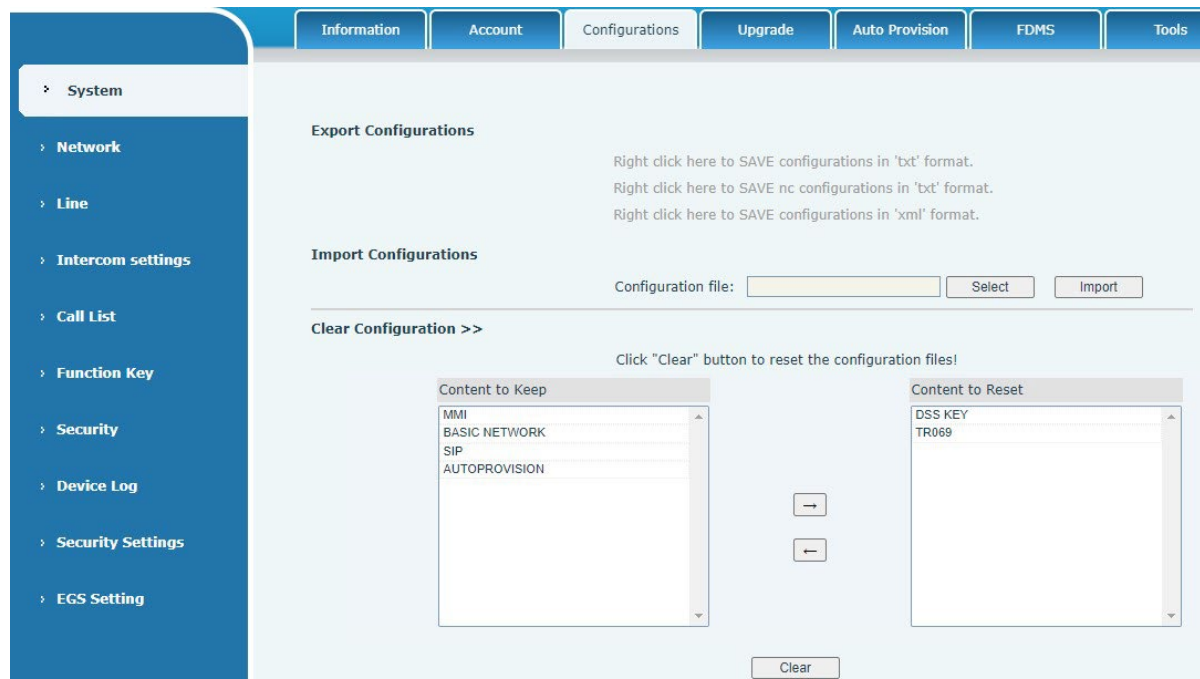 Information Account Configurations Upgrade Auto Provision FDMS Tools
System
Network
Line
Intercom settings
Call List
Function Key
Security
Device Log
Security Settings
EGS Setting
Export Configurations
Right click here to SAVE configurations in 'txt' format.
Right click here to SAVE nc configurations in 'txt' format.
Right click here to SAVE configurations in 'xml' format.
Import Configurations
Configuration file: Select Import
Clear Configuration >>
Click "Clear" button to reset the configuration files!
Content to Keep
MMI
BASIC NETWORK
SIP
AUTOPROVISION
→
←
Content to Reset
DSS KEY
TR069
Clear